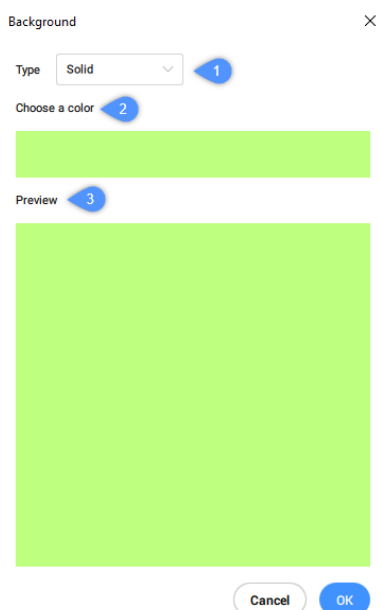 Background
Type Solid 1
Choose a color 2
Preview 3
Cancel OK